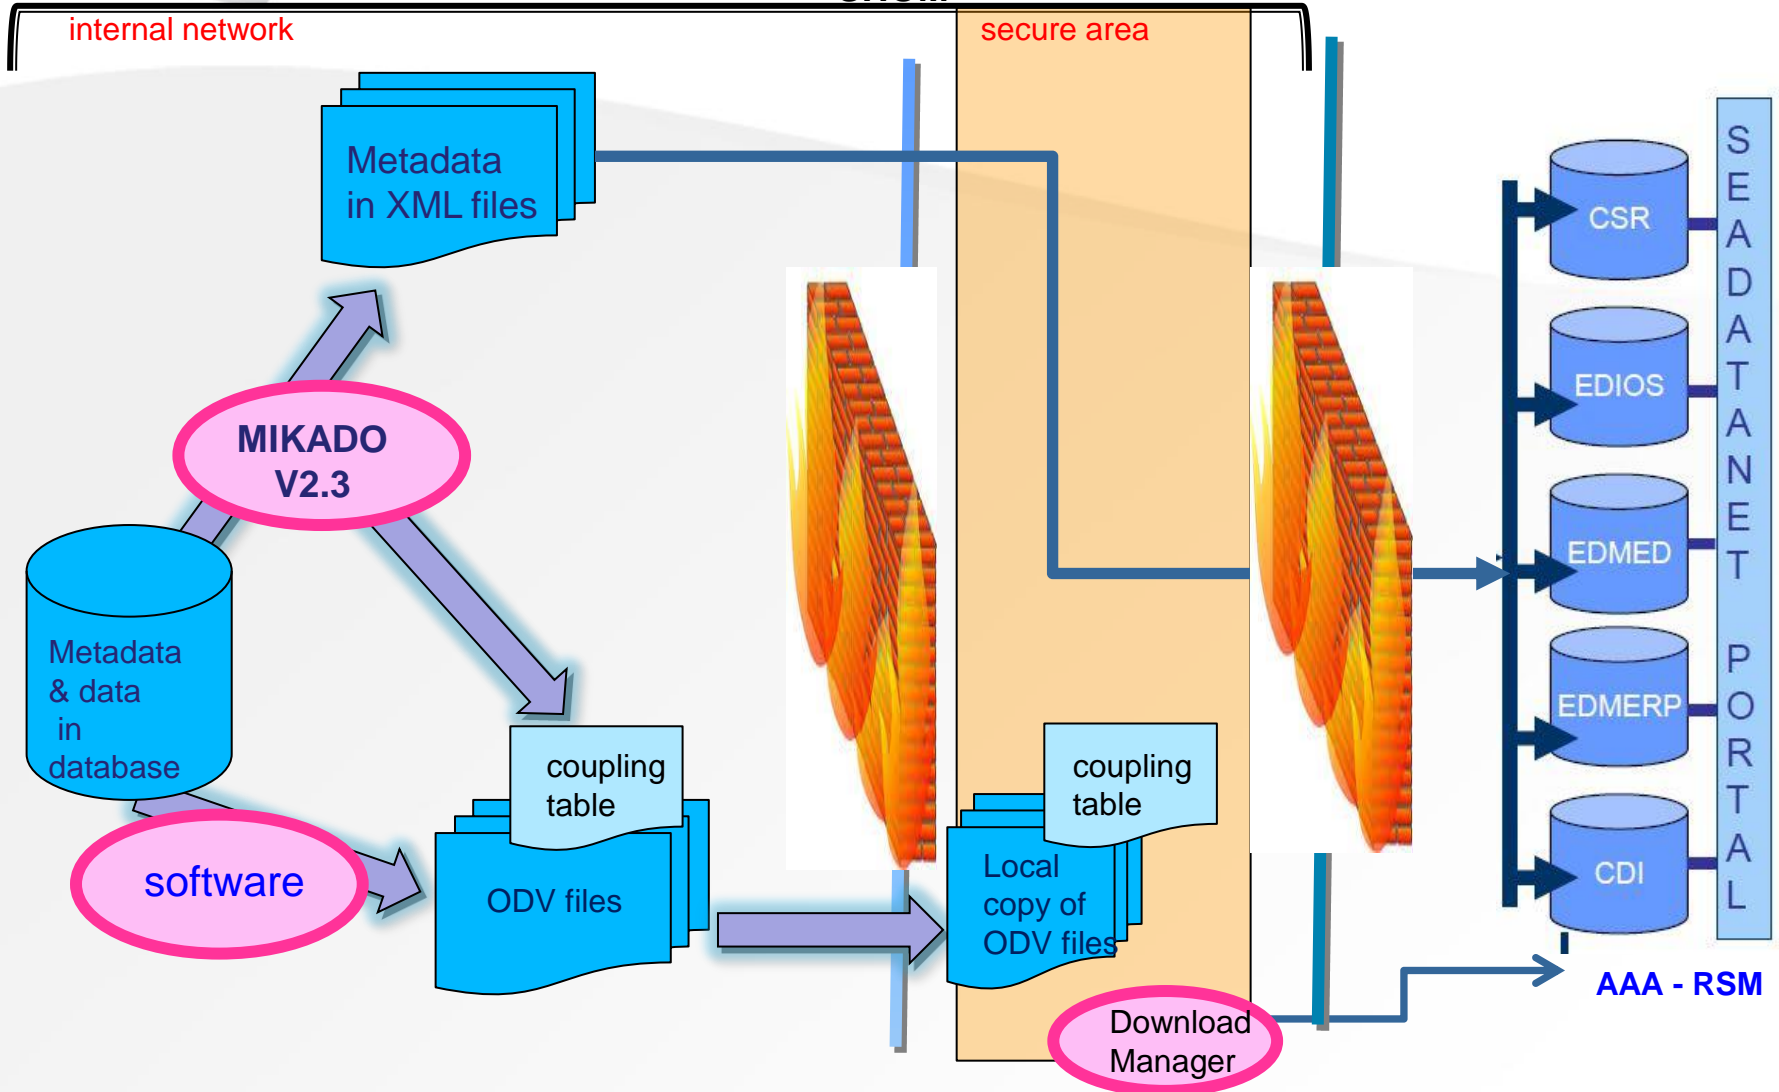 internal network
secure area
Metadata
in XML files
MIKADO
V2.3
Metadata
& data
in
database
software
coupling
table
ODV files
coupling
table
Local
copy of
ODV files
Download
Manager
CSR
EDIOS
EDMED
EDMERP
CDI
SEADATANET PORTAL
AAA - RSM